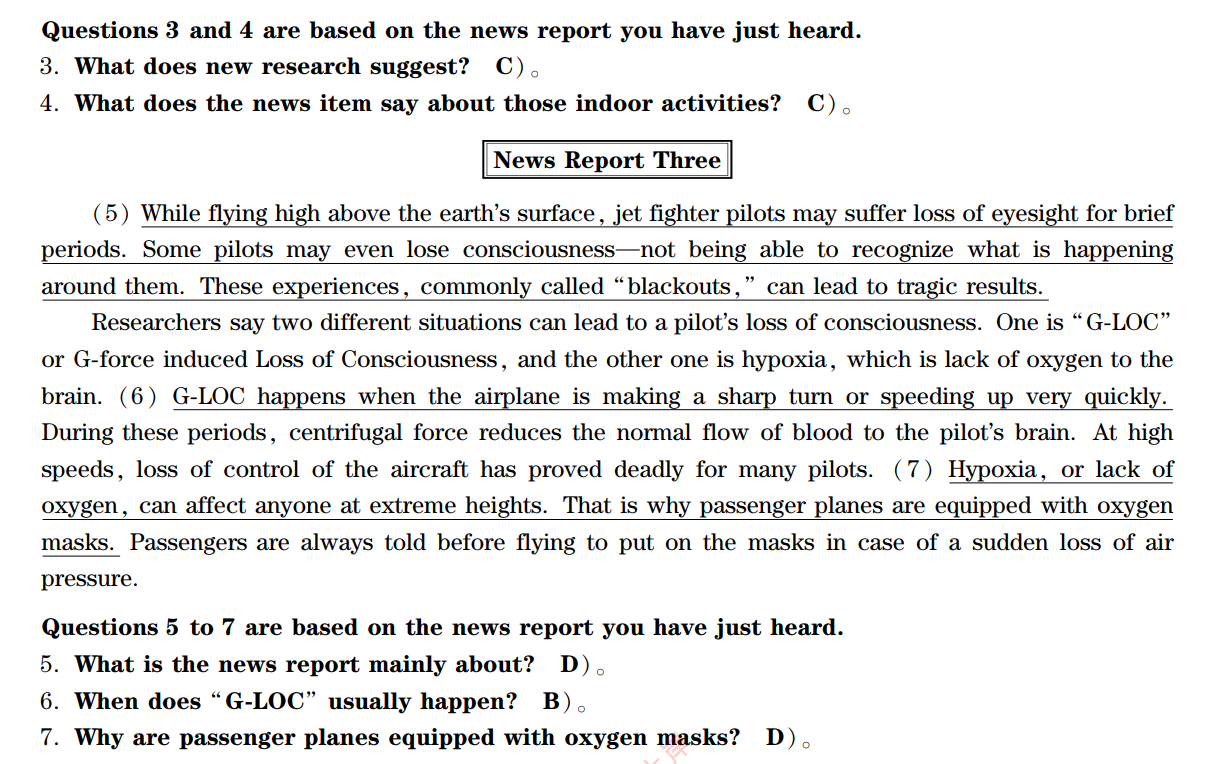 Questions 3 and 4 are based on the news report you have just heard.
3. What does new research suggest? C)。
4. What does the news item say about those indoor activities? C)。
News Report Three
(5) While flying high above the earth's surface, jet fighter pilots may suffer loss of eyesight for brief
periods. Some pilots may even lose consciousness—not being able to recognize what is happening
around them. These experiences, commonly called “blackouts,” can lead to tragic results.
Researchers say two different situations can lead to a pilot's loss of consciousness. One is “G-LOC”
or G-force induced Loss of Consciousness, and the other one is hypoxia, which is lack of oxygen to the
brain. (6) G-LOC happens when the airplane is making a sharp turn or speeding up very quickly.
During these periods, centrifugal force reduces the normal flow of blood to the pilot's brain. At high
speeds, loss of control of the aircraft has proved deadly for many pilots. (7) Hypoxia, or lack of
oxygen, can affect anyone at extreme heights. That is why passenger planes are equipped with oxygen
masks. Passengers are always told before flying to put on the masks in case of a sudden loss of air
pressure.
Questions 5 to 7 are based on the news report you have just heard.
5. What is the news report mainly about? D)。
6. When does “G-LOC” usually happen? B)。
7. Why are passenger planes equipped with oxygen masks? D)。